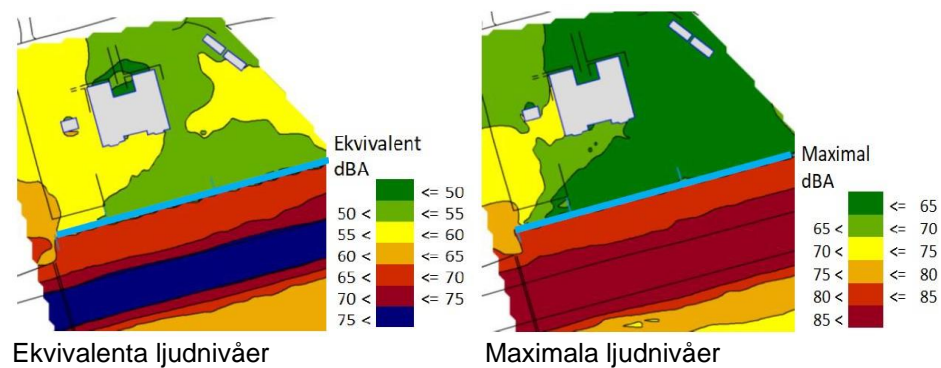 Ekvivalent
dBA
<= 50
50 < <= 55
55 < <= 60
60 < <= 65
65 < <= 70
70 < <= 75
75 <
Maximal
dBA
<= 65
65 < <= 70
70 < <= 75
75 < <= 80
80 < <= 85
85 <
Ekvivalenta ljudnivåer
Maximala ljudnivåer